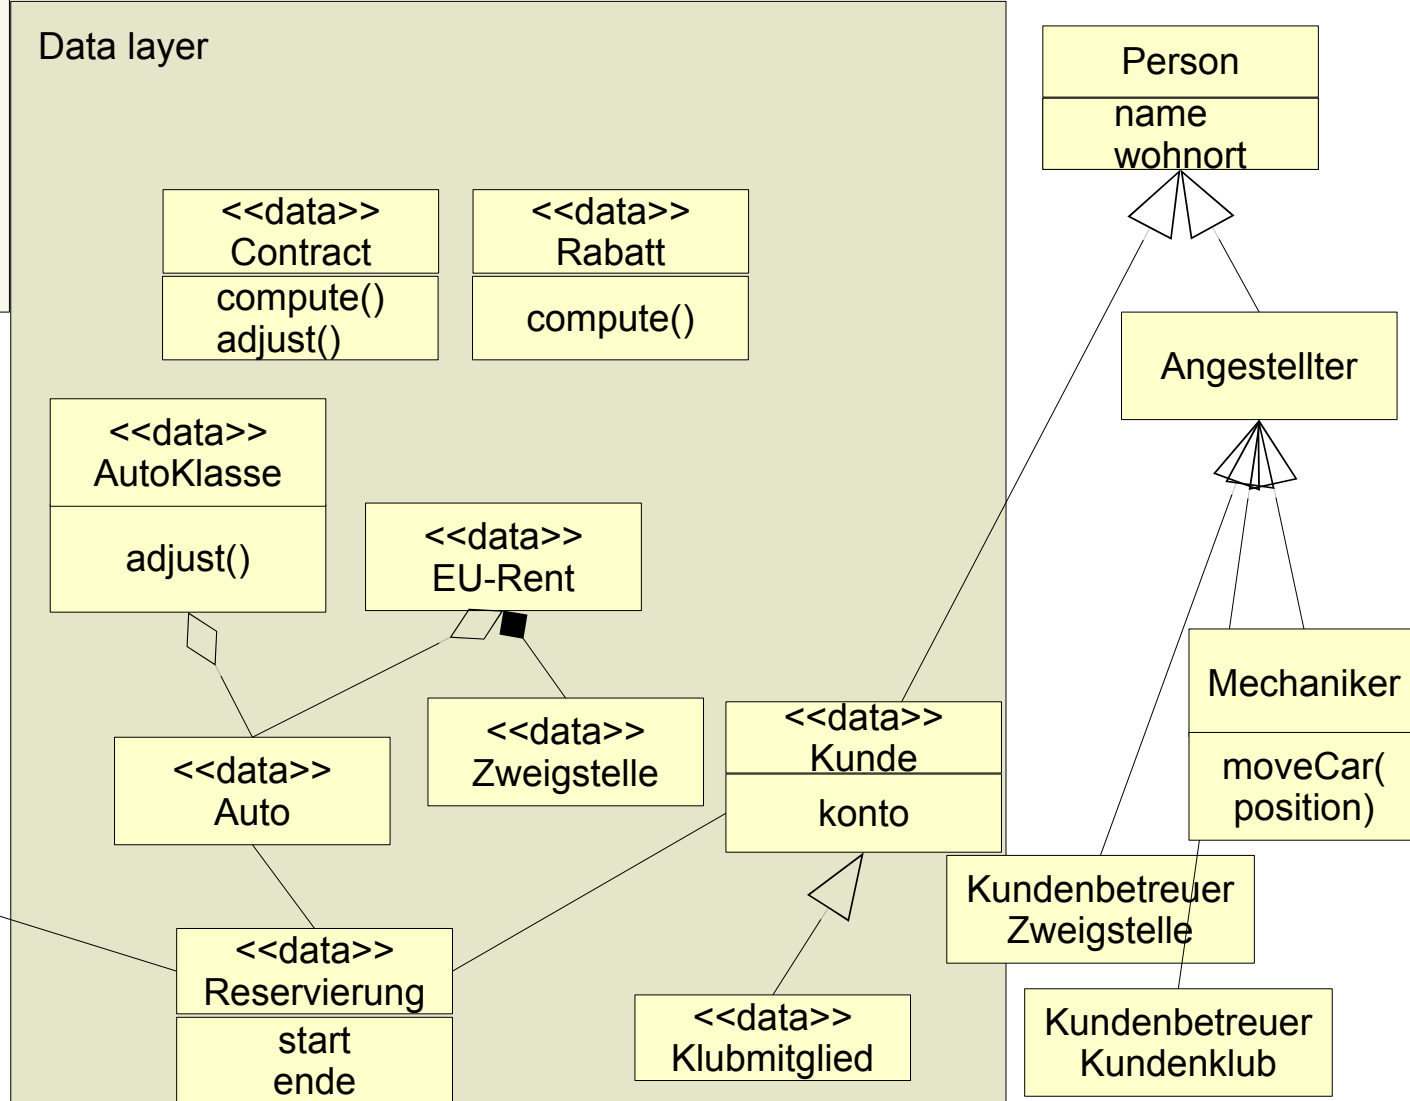 Data layer
Person
name
wohnort
<<data>>
Contract
compute()
adjust()
<<data>>
Rabatt
compute()
Angestellter
<<data>>
AutoKlasse
adjust()
<<data>>
EU-Rent
Mechaniker
moveCar(
position)
<<data>>
Zweigstelle
<<data>>
Kunde
konto
<<data>>
Auto
Kundenbetreuer
Zweigstelle
<<data>>
Reservierung
start
ende
<<data>>
Klubmitglied
Kundenbetreuer
Kundenklub